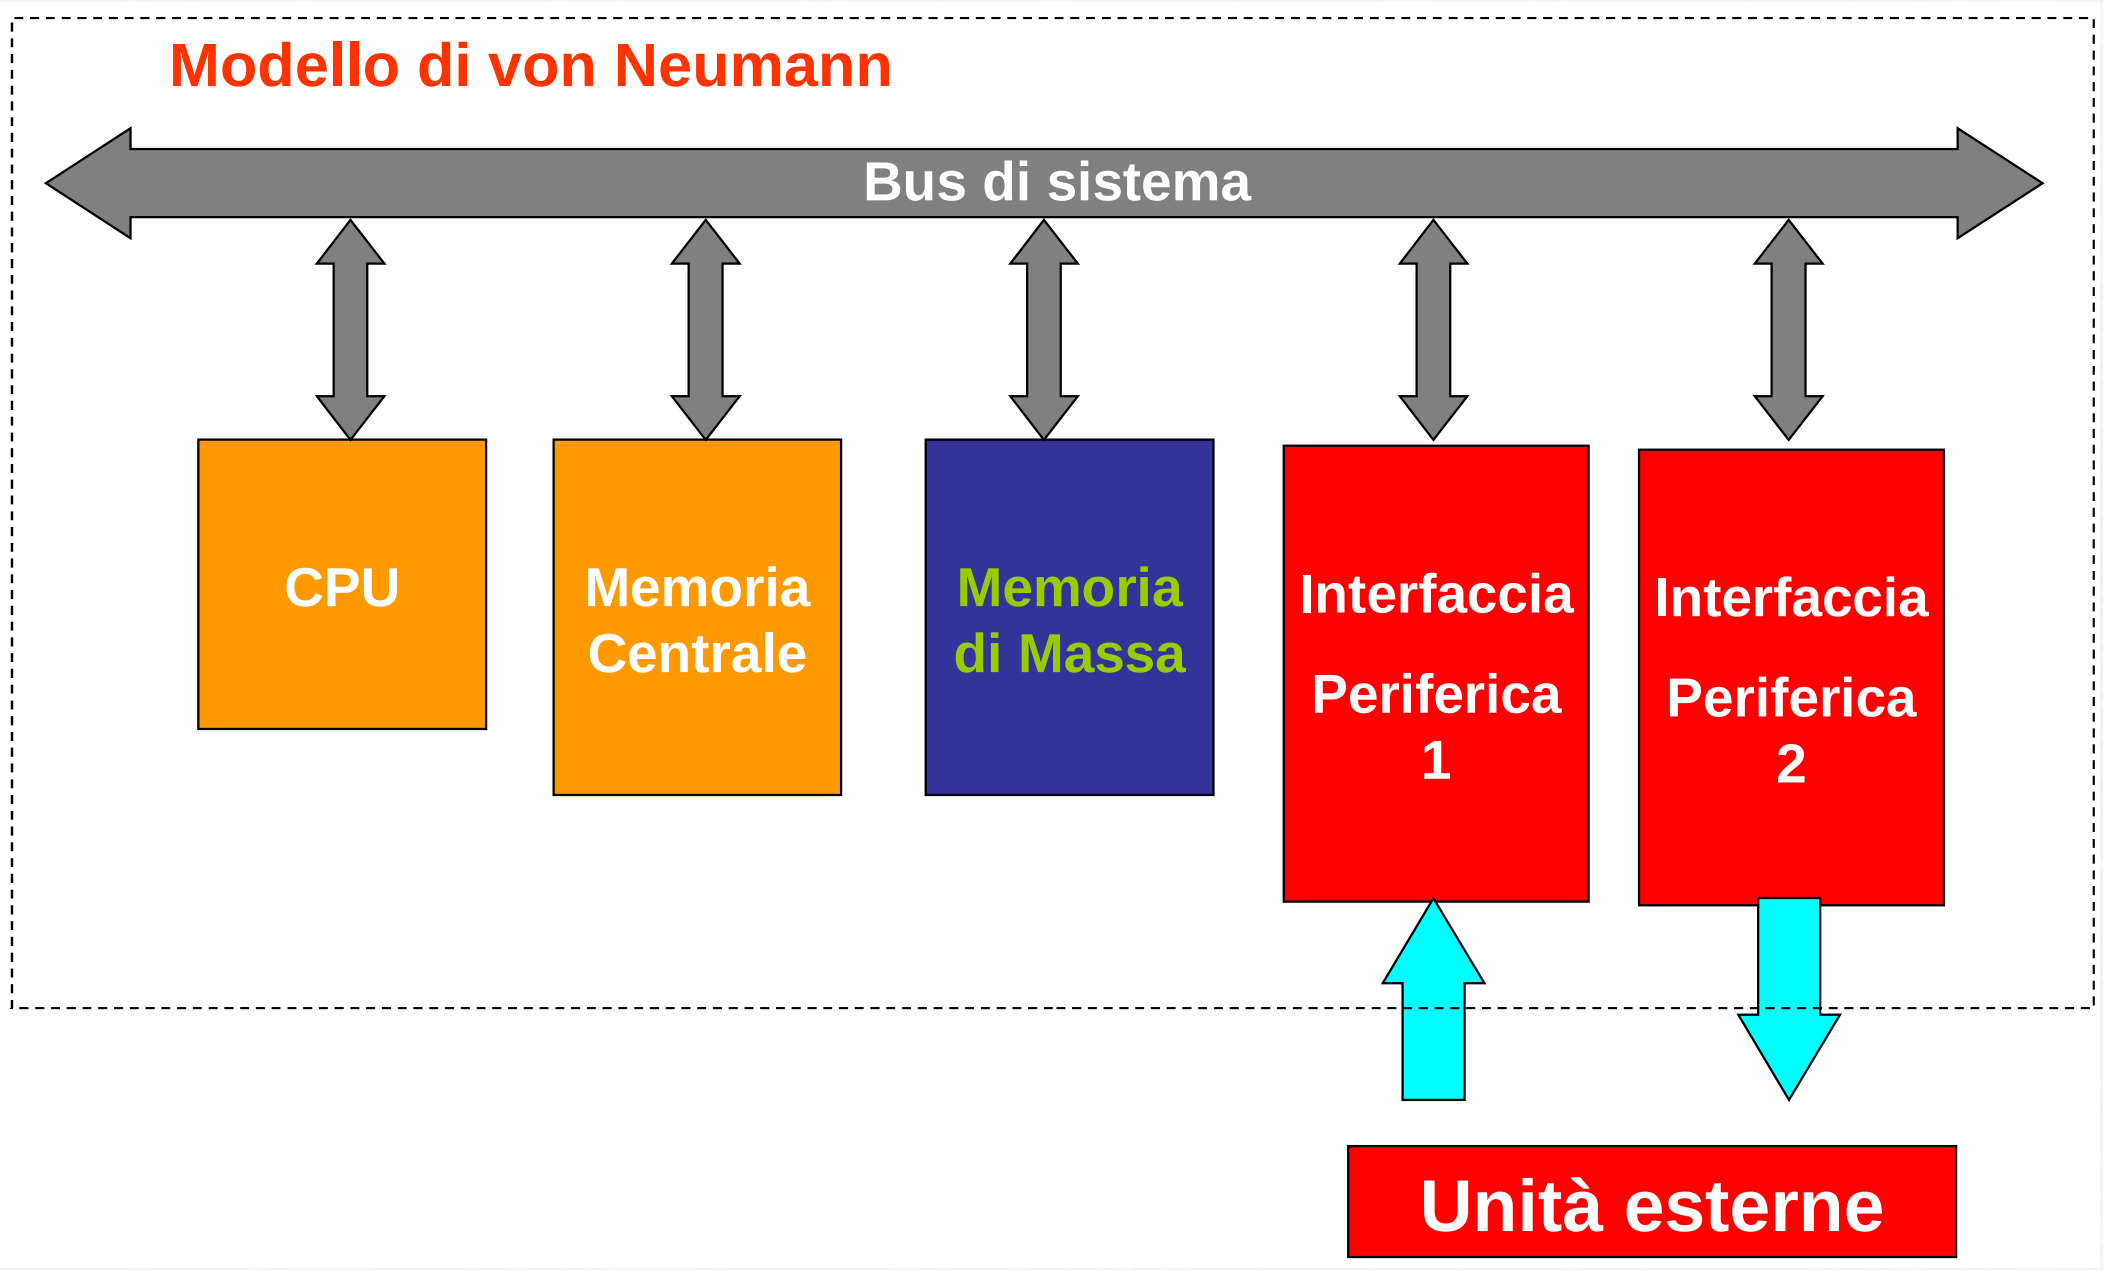 Modello di von Neumann
Bus di sistema
CPU
Memoria
Centrale
Memoria
di Massa
Interfaccia
Periferica
1
Interfaccia
Periferica
2
Unità esterne